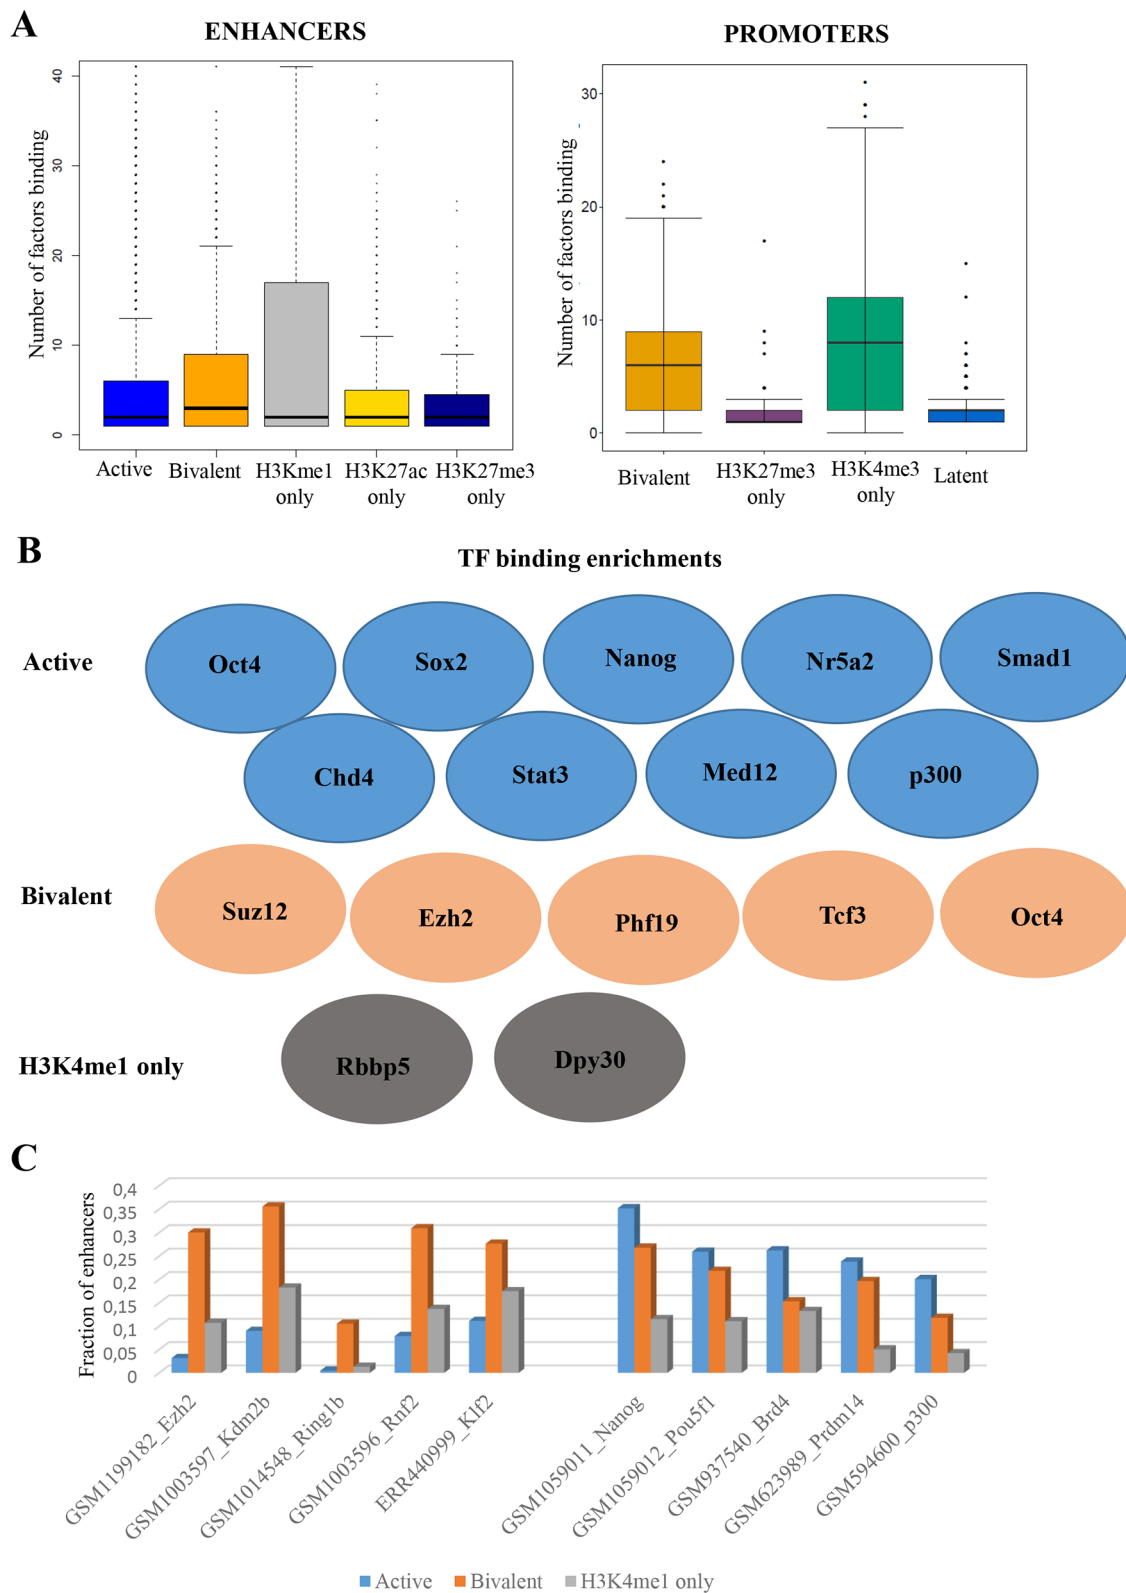 A
ENHANCERS
PROMOTERS
Number of factors binding
40
30
20
10
0
Active
Bivalent
H3Kme1
only
H3K27ac
only
H3K27me3
only
Number of factors binding
30
20
10
0
Bivalent
H3K27me3
only
H3K4me3
only
Latent
B
TF binding enrichments
Active
Oct4
Sox2
Nanog
Nr5a2
Smad1
Chd4
Stat3
Med12
p300
Bivalent
Suz12
Ezh2
Phf19
Tcf3
Oct4
H3K4me1 only
Rbbp5
Dpy30
C
Fraction of enhancers
0,4
0,35
0,3
0,25
0,2
0,15
0,1
0,05
0
GSM1199182_Ezh2
GSM1003597_Kdm2b
GSM1014548_Ring1b
GSM1003596_Rnf2
ERR440999_Klf2
GSM1059011_Nanog
GSM1059012_Pou5f1
GSM937540_Brd4
GSM623989_Prdm14
GSM594600_p300
Active
Bivalent
H3K4me1 only